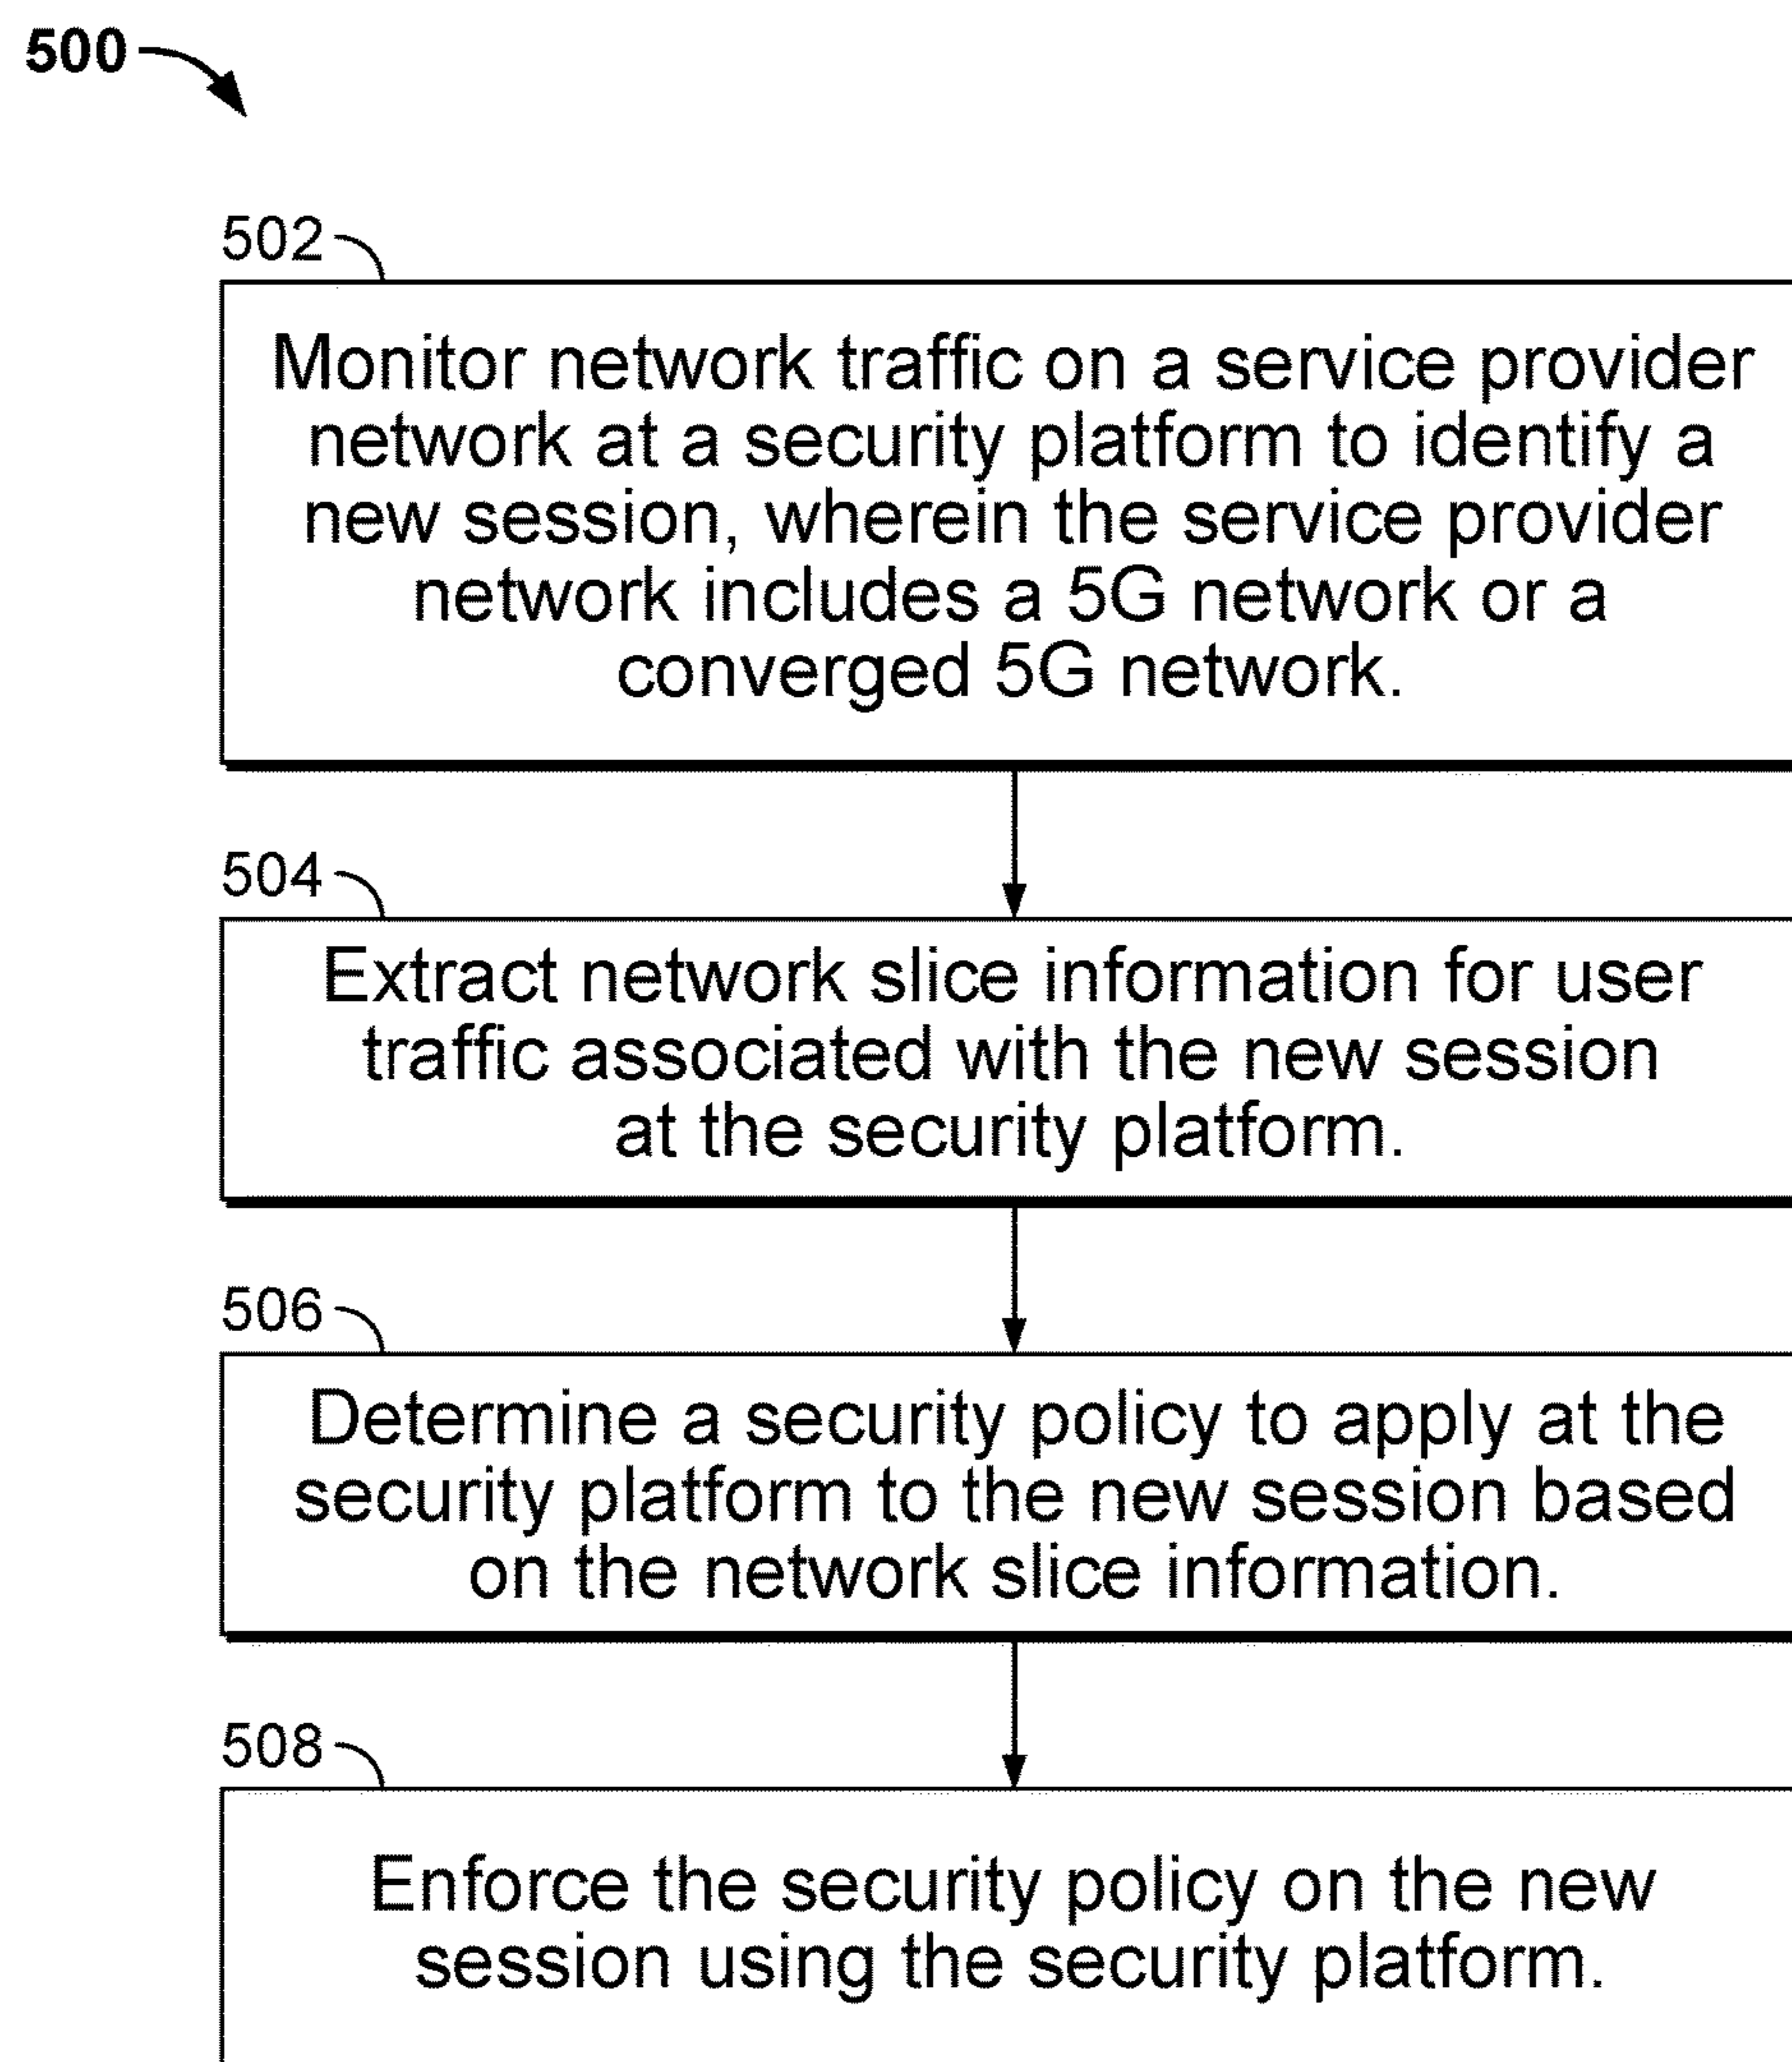 500
502
Monitor network traffic on a service provider
network at a security platform to identify a
new session, wherein the service provider
network includes a 5G network or a
converged 5G network.
504
Extract network slice information for user
traffic associated with the new session
at the security platform.
506
Determine a security policy to apply at the
security platform to the new session based
on the network slice information.
508
Enforce the security policy on the new
session using the security platform.